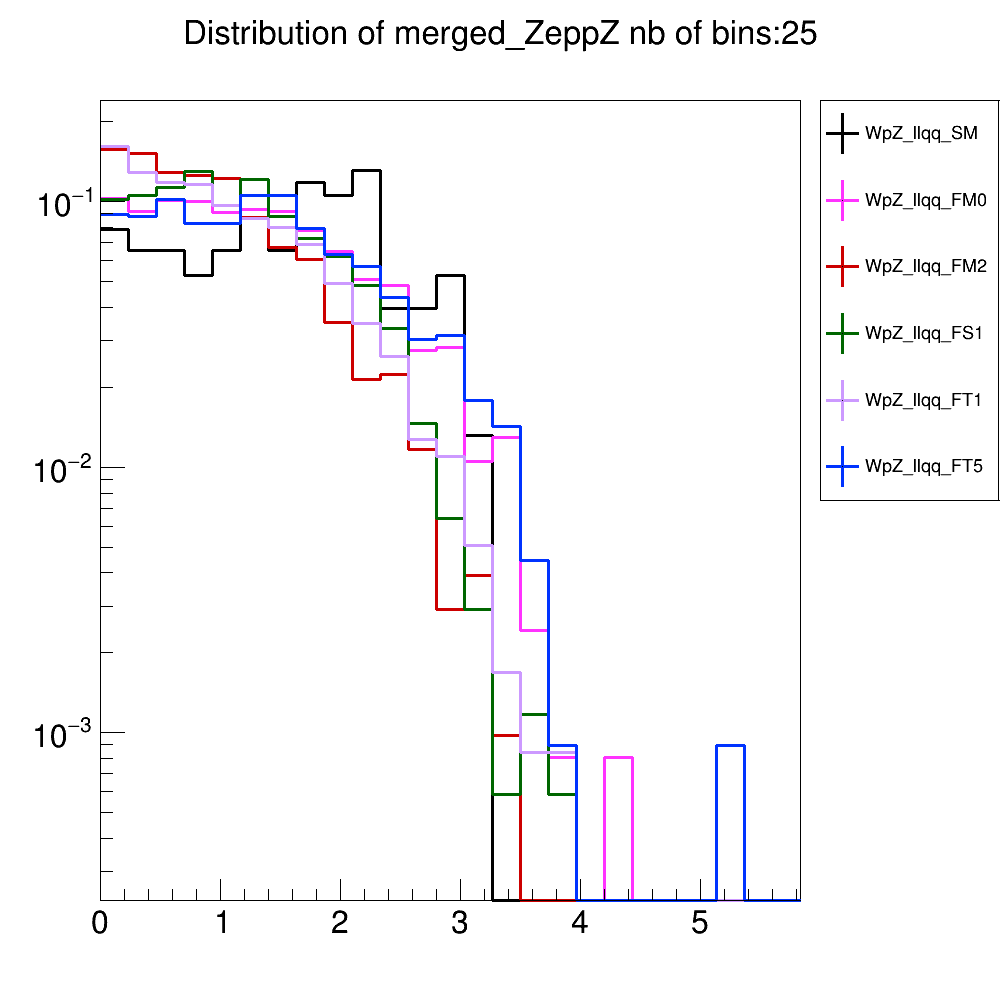 Distribution of merged_ZeppZ nb of bins:25
10−1
10−2
10−3
0 1 2 3 4 5
WpZ_llqq_SM
WpZ_llqq_FM0
WpZ_llqq_FM2
WpZ_llqq_FS1
WpZ_llqq_FT1
WpZ_llqq_FT5